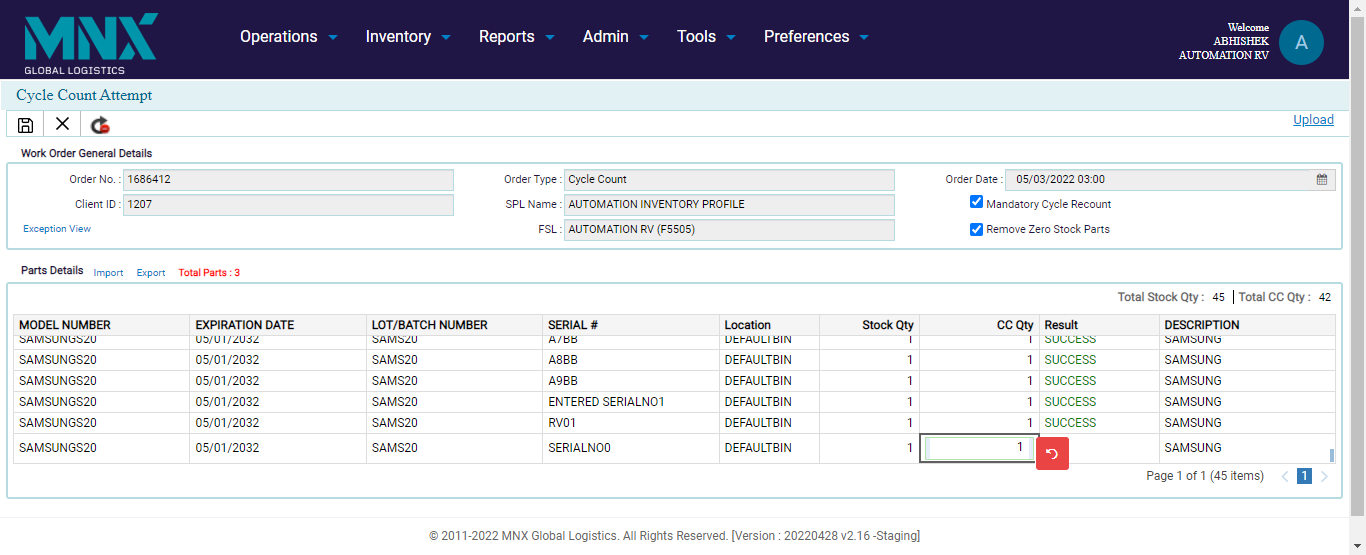 MNX
GLOBAL LOGISTICS
Operations Inventory Reports Admin Tools Preferences
Welcome
ABHISHEK
AUTOMATION RV
A
Cycle Count Attempt
Upload
Work Order General Details
Order No. : 1686412 Order Type : Cycle Count Order Date : 05/03/2022 03:00
Client ID : 1207 SPL Name : AUTOMATION INVENTORY PROFILE Mandatory Cycle Recount
Exception View FSL : AUTOMATION RV (F5505) Remove Zero Stock Parts
Parts Details Import Export Total Parts : 3
Total Stock Qty : 45 Total CC Qty : 42
MODEL NUMBER EXPIRATION DATE LOT/BATCH NUMBER SERIAL # Location Stock Qty CC Qty Result DESCRIPTION
SAMSUNGS20 05/01/2032 SAMS20 A7BB DEFAULTBIN 1 1 SUCCESS SAMSUNG
SAMSUNGS20 05/01/2032 SAMS20 A8BB DEFAULTBIN 1 1 SUCCESS SAMSUNG
SAMSUNGS20 05/01/2032 SAMS20 A9BB DEFAULTBIN 1 1 SUCCESS SAMSUNG
SAMSUNGS20 05/01/2032 SAMS20 ENTERED SERIALNO1 DEFAULTBIN 1 1 SUCCESS SAMSUNG
SAMSUNGS20 05/01/2032 SAMS20 RV01 DEFAULTBIN 1 1 SUCCESS SAMSUNG
SAMSUNGS20 05/01/2032 SAMS20 SERIALNO0 DEFAULTBIN 1 1 SAMSUNG
Page 1 of 1 (45 items) 1
© 2011-2022 MNX Global Logistics. All Rights Reserved. [Version : 20220428 v2.16 -Staging]